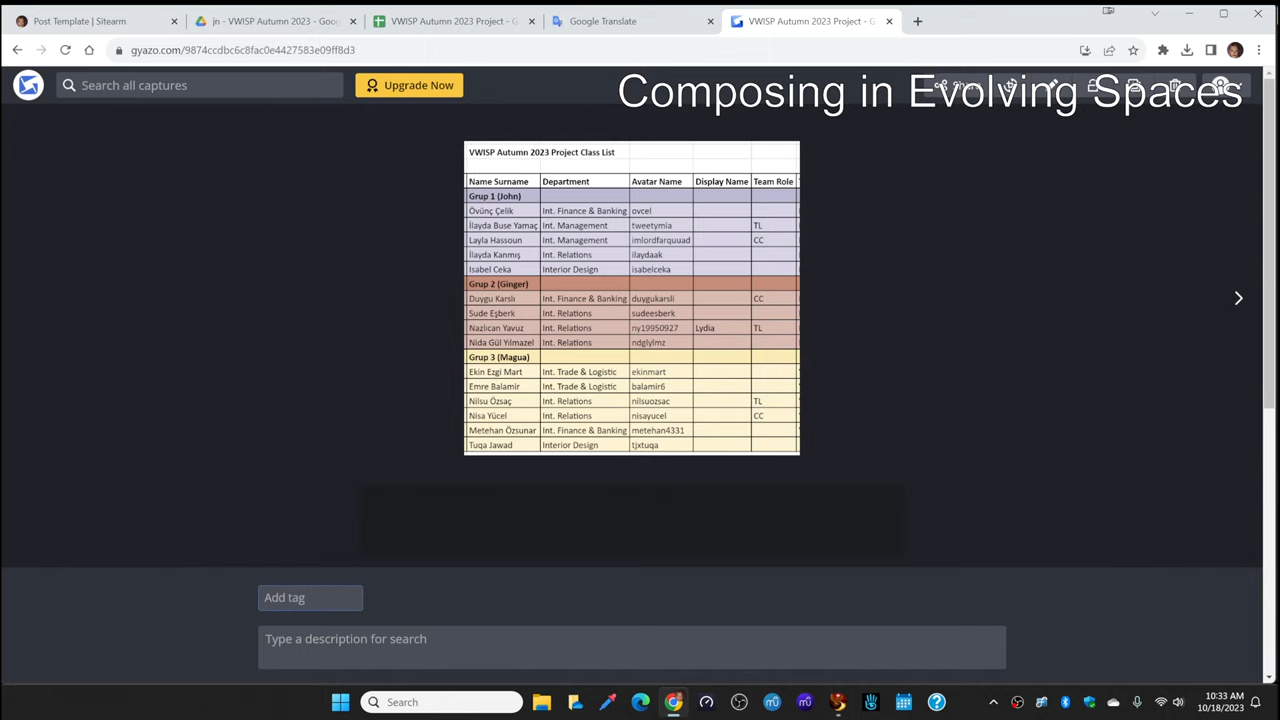 Post Template | Sitearm
jn - VWISP Autumn 2023 - Goog
VWISP Autumn 2023 Project - G
Google Translate
VWISP Autumn 2023 Project - G
gyazo.com/9874ccdbc6c8fac0e4427583e09ff8d3
Search all captures
Upgrade Now
Composing in Evolving Spaces
VWISP Autumn 2023 Project Class List
Name Surname Department Avatar Name Display Name Team Role
Grup 1 (John)
Övünç Çelik Int. Finance & Banking ovcel
İlayda Buse Yamaç Int. Management tweetymia TL
Layla Hassoun Int. Management imlordfarquuad CC
İlayda Kanmış Int. Relations ilaydaak
Isabel Ceka Interior Design isabelceka
Grup 2 (Ginger)
Duygu Karslı Int. Finance & Banking duygukarsli CC
Sude Eşberk Int. Relations sudeesberk
Nazlıcan Yavuz Int. Relations ny19950927 Lydia TL
Nida Gül Yılmazel Int. Relations ndglylmz
Grup 3 (Magua)
Ekin Ezgi Mart Int. Trade & Logistic ekinmart
Emre Balamir Int. Trade & Logistic balamir6
Nilsu Özsaç Int. Relations nilsuozsac TL
Nisa Yücel Int. Relations nisayucel CC
Metehan Özsunar Int. Finance & Banking metehan4331
Tuqa Jawad Interior Design tjxtuqa
Add tag
Type a description for search
Search
10:33 AM
10/18/2023